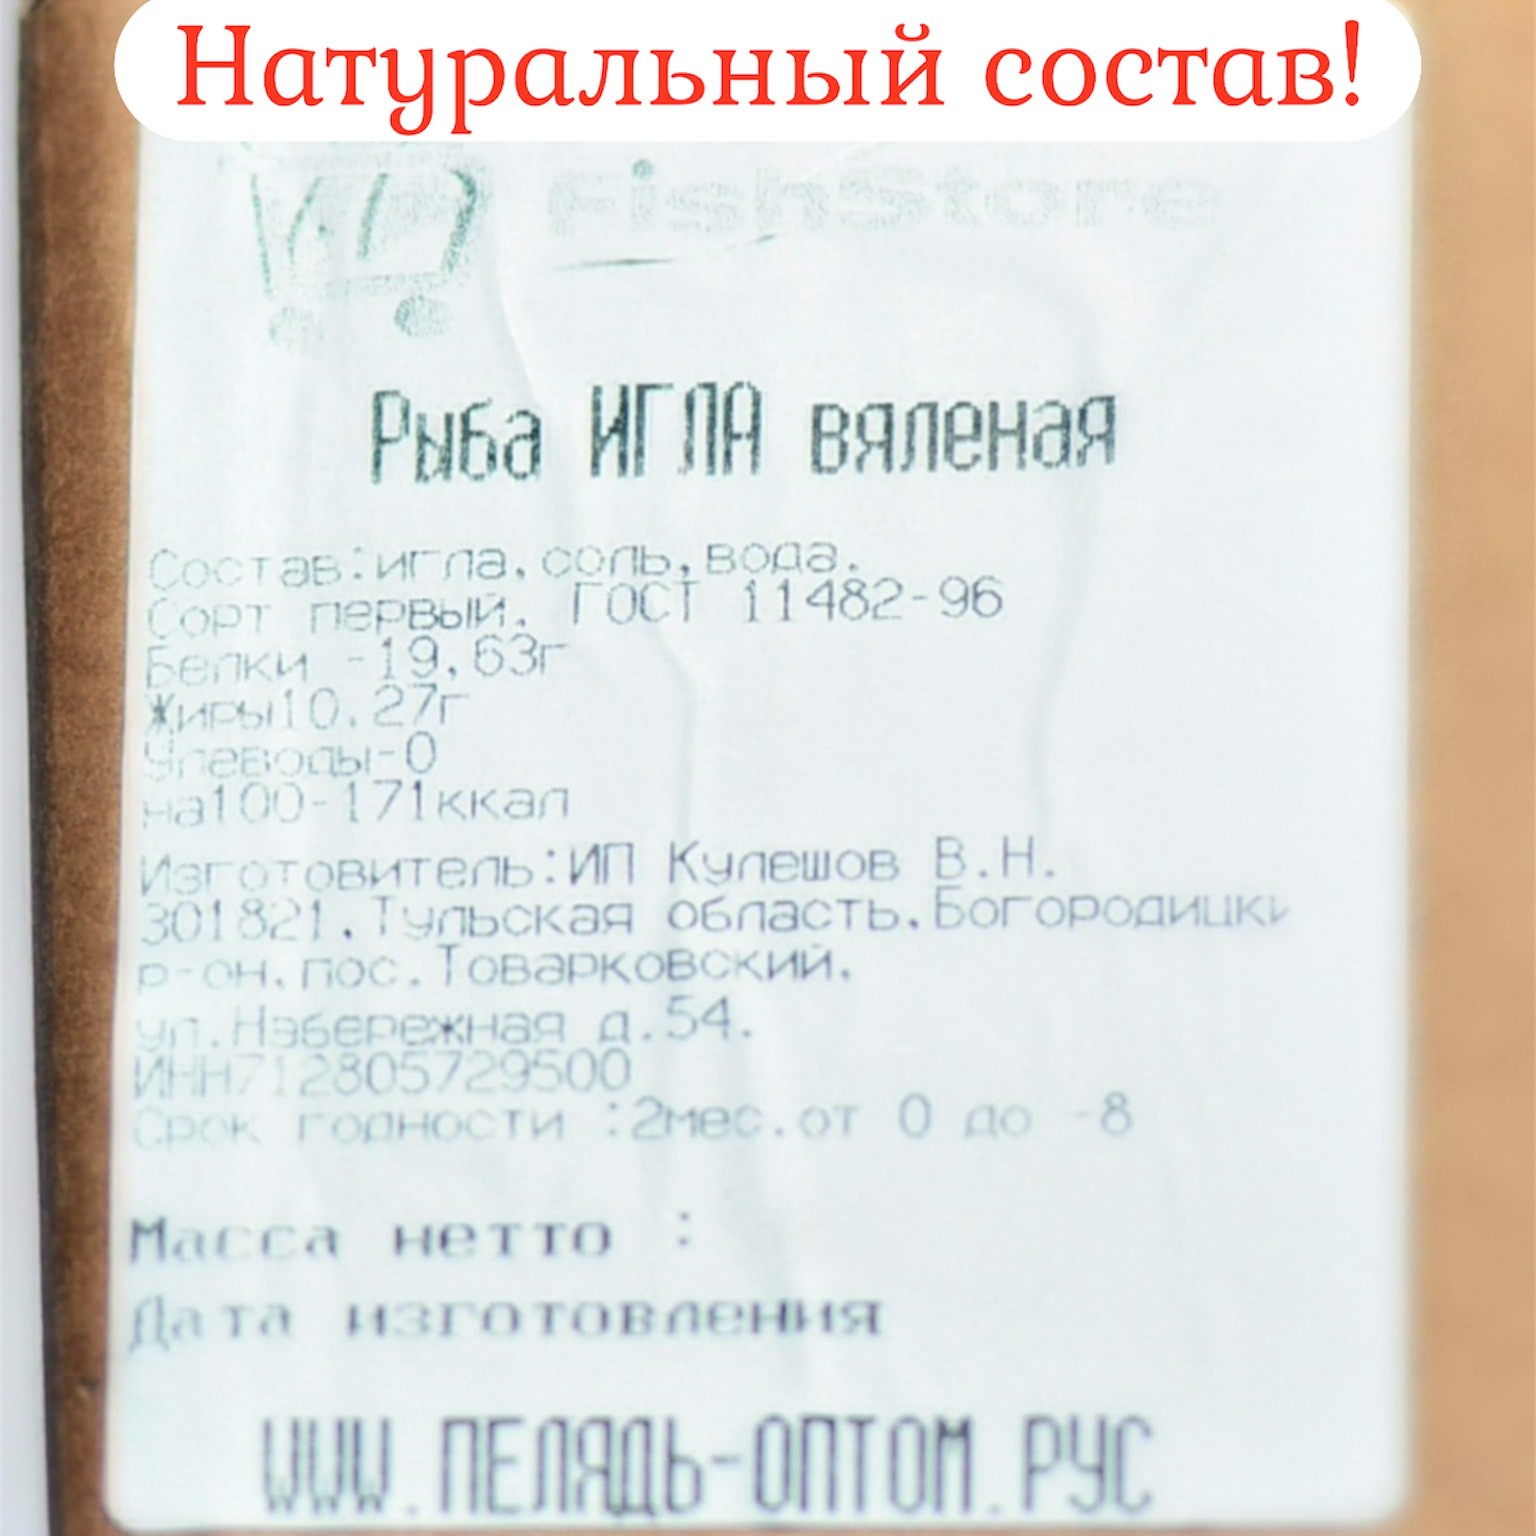 Натуральный состав!
FishStore
Рыба ИГЛА вяленая
Состав:игла,соль,вода.
Сорт первый. ГОСТ 11482-96
Белки -19,63г
Жиры10.27г
Углеводы-0
на100-171ккал
Изготовитель:ИП Кулешов В.Н.
301821,Тульская область,Богородицки
р-он,пос.Товарковский,
ул.Набережная д.54.
ИНН712805729500
Срок годности :2мес.от 0 до -8
Масса нетто :
Дата изготовления
WWW.ПЕЛЯДЬ-ОПТОМ.РУС